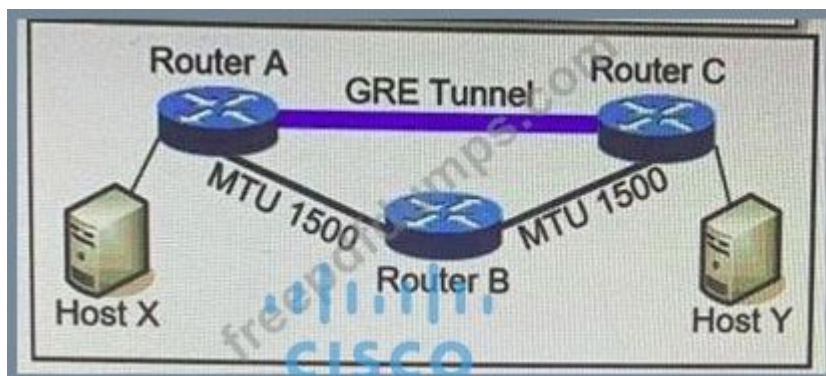 Router A
Router C
GRE Tunnel
MTU 1500
MTU 1500
Router B
Host X
Host Y
freepdfdumps.com
CISCO